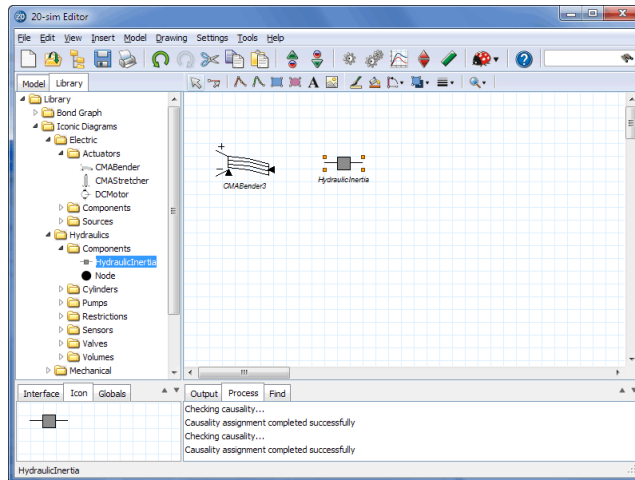 20-sim Editor
File Edit View Insert Model Drawing Settings Tools Help
Model Library
A
Library
Bond Graph
Iconic Diagrams
Electric
Actuators
CMABender
CMAStretcher
DCMotor
Components
Sources
Hydraulics
Components
HydraulicInertia
Node
Cylinders
Pumps
Restrictions
Sensors
Valves
Volumes
Mechanical
+
−
CMABender3
HydraulicInertia
Interface Icon Globals
Output Process Find
Checking causality...
Causality assignment completed successfully
Checking causality...
Causality assignment completed successfully
HydraulicInertia